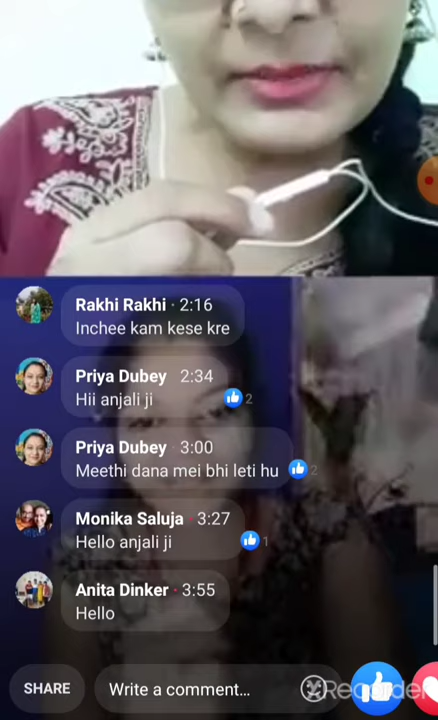 Rakhi Rakhi · 2:16
Inchee kam kese kre
Priya Dubey 2:34
Hii anjali ji
2
Priya Dubey · 3:00
Meethi dana mei bhi leti hu
2
Monika Saluja · 3:27
Hello anjali ji
1
Anita Dinker · 3:55
Hello
SHARE
Write a comment...
Recorder